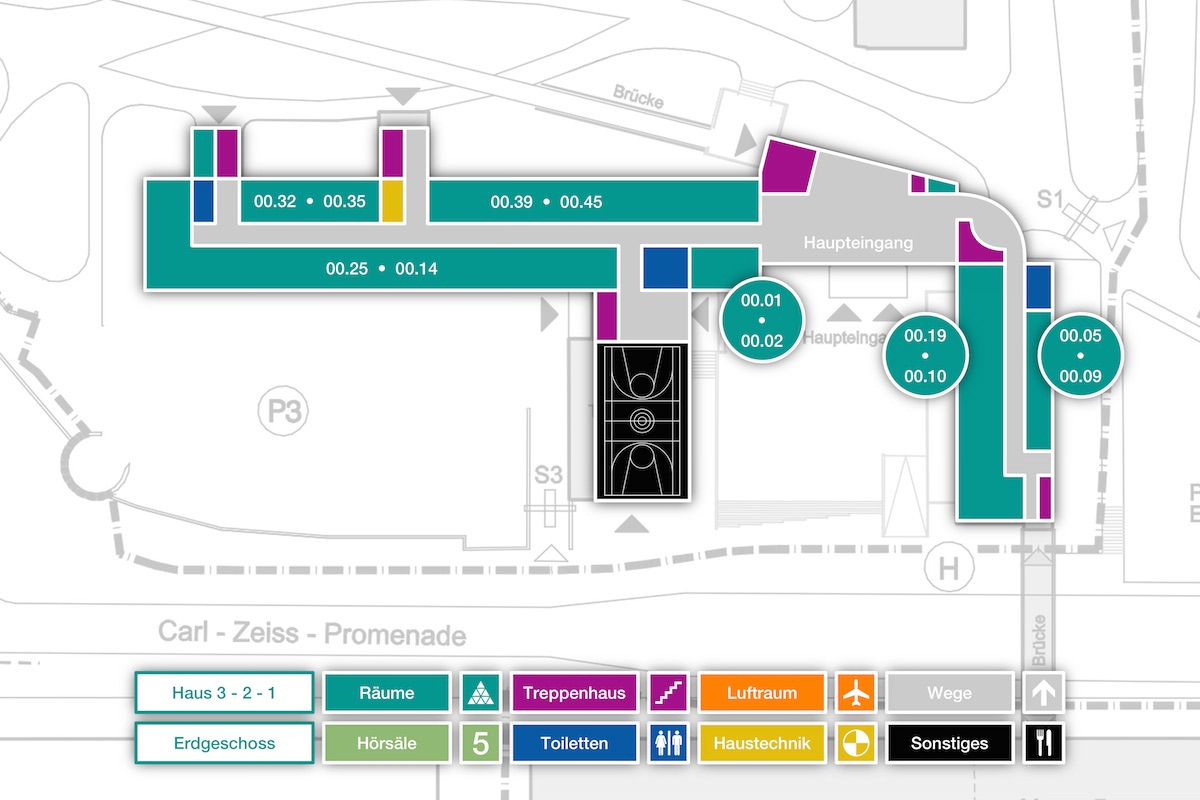 Brücke
S1
00.32 • 00.35
00.39 • 00.45
Haupteingang
00.25 • 00.14
00.01
•
00.02
Haupteinga
00.19
•
00.10
00.05
•
00.09
P3
S3
H
Carl - Zeiss - Promenade
Brücke
Haus 3 - 2 - 1
Räume
Treppenhaus
Luftraum
Wege
Erdgeschoss
Hörsäle
5
Toiletten
Haustechnik
Sonstiges